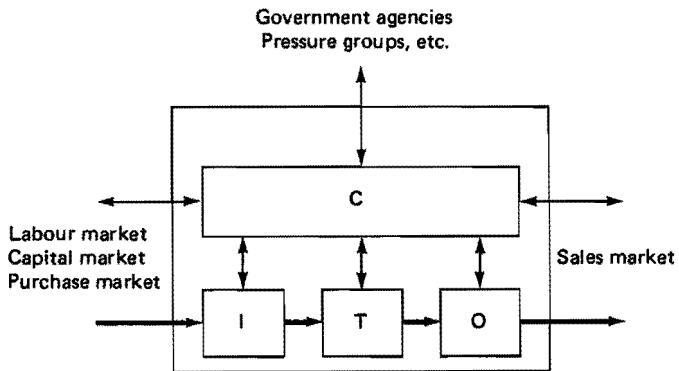 Government agencies
Pressure groups, etc.
C
Labour market
Capital market
Purchase market
Sales market
I
T
O